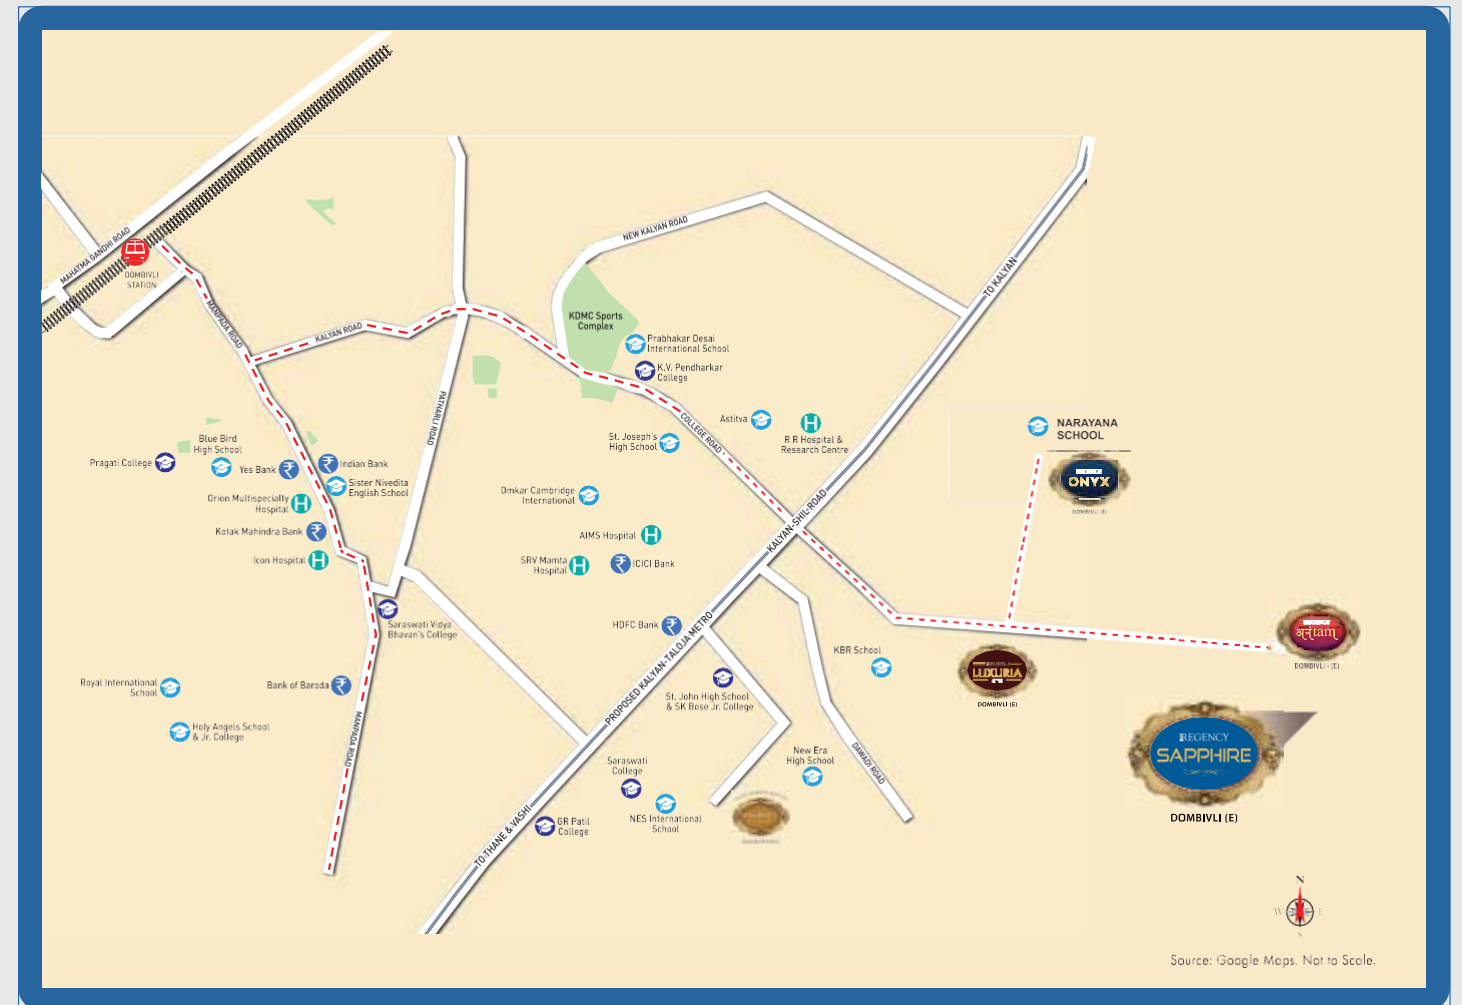 MAHATMA GANDHI ROAD
DOMBIVLI
STATION
MANPADA ROAD
KALYAN ROAD
NEW KALYAN ROAD
TO KALYAN
KDMC Sports
Complex
Prabhakar Desai
International School
K.V. Pendharkar
College
PATHARLI ROAD
COLLEGE ROAD
Astitva
R R Hospital &
Research Centre
St. Joseph's
High School
NARAYANA
SCHOOL
ONYX
DOMBIVLI (E)
Blue Bird
High School
Pragati College
Yes Bank
Indian Bank
Sister Nivedita
English School
Orion Multispecialty
Hospital
Kotak Mahindra Bank
Icon Hospital
Omkar Cambridge
International
AIMS Hospital
SRV Mamta
Hospital
ICICI Bank
KALYAN-SHIL-ROAD
Saraswati Vidya
Bhavan's College
HDFC Bank
PROPOSED KALYAN-TALOJA METRO
KBR School
LUXURIA
DOMBIVLI (E)
अनंtam
DOMBIVLI - (E)
Royal International
School
Bank of Baroda
St. John High School
& SK Bose Jr. College
Holy Angels School
& Jr. College
MANPADA ROAD
Saraswati
College
New Era
High School
DAWADI ROAD
REGENCY
SAPPHIRE
DOMBIVLI (E)
NES International
School
GR Patil
College
TO THANE & VASHI
N
W
E
S
Source: Google Maps. Not to Scale.